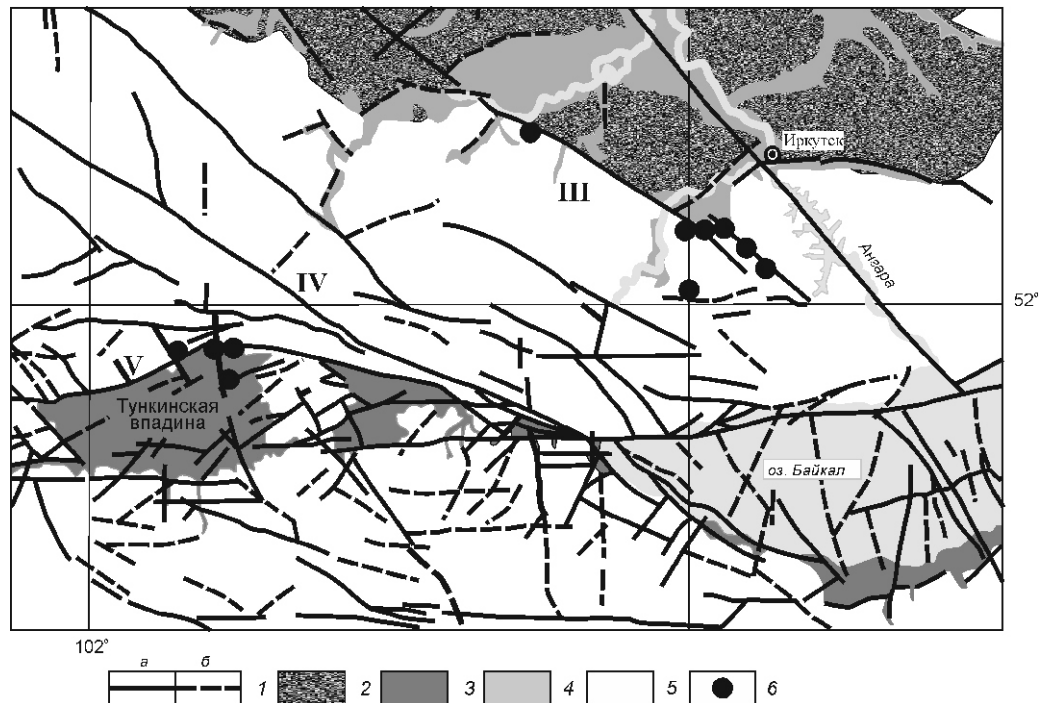 Иркутск
III
Ангара
IV
52°
V
Тункинская
впадина
оз. Байкал
102°
а б
1 2 3 4 5 6